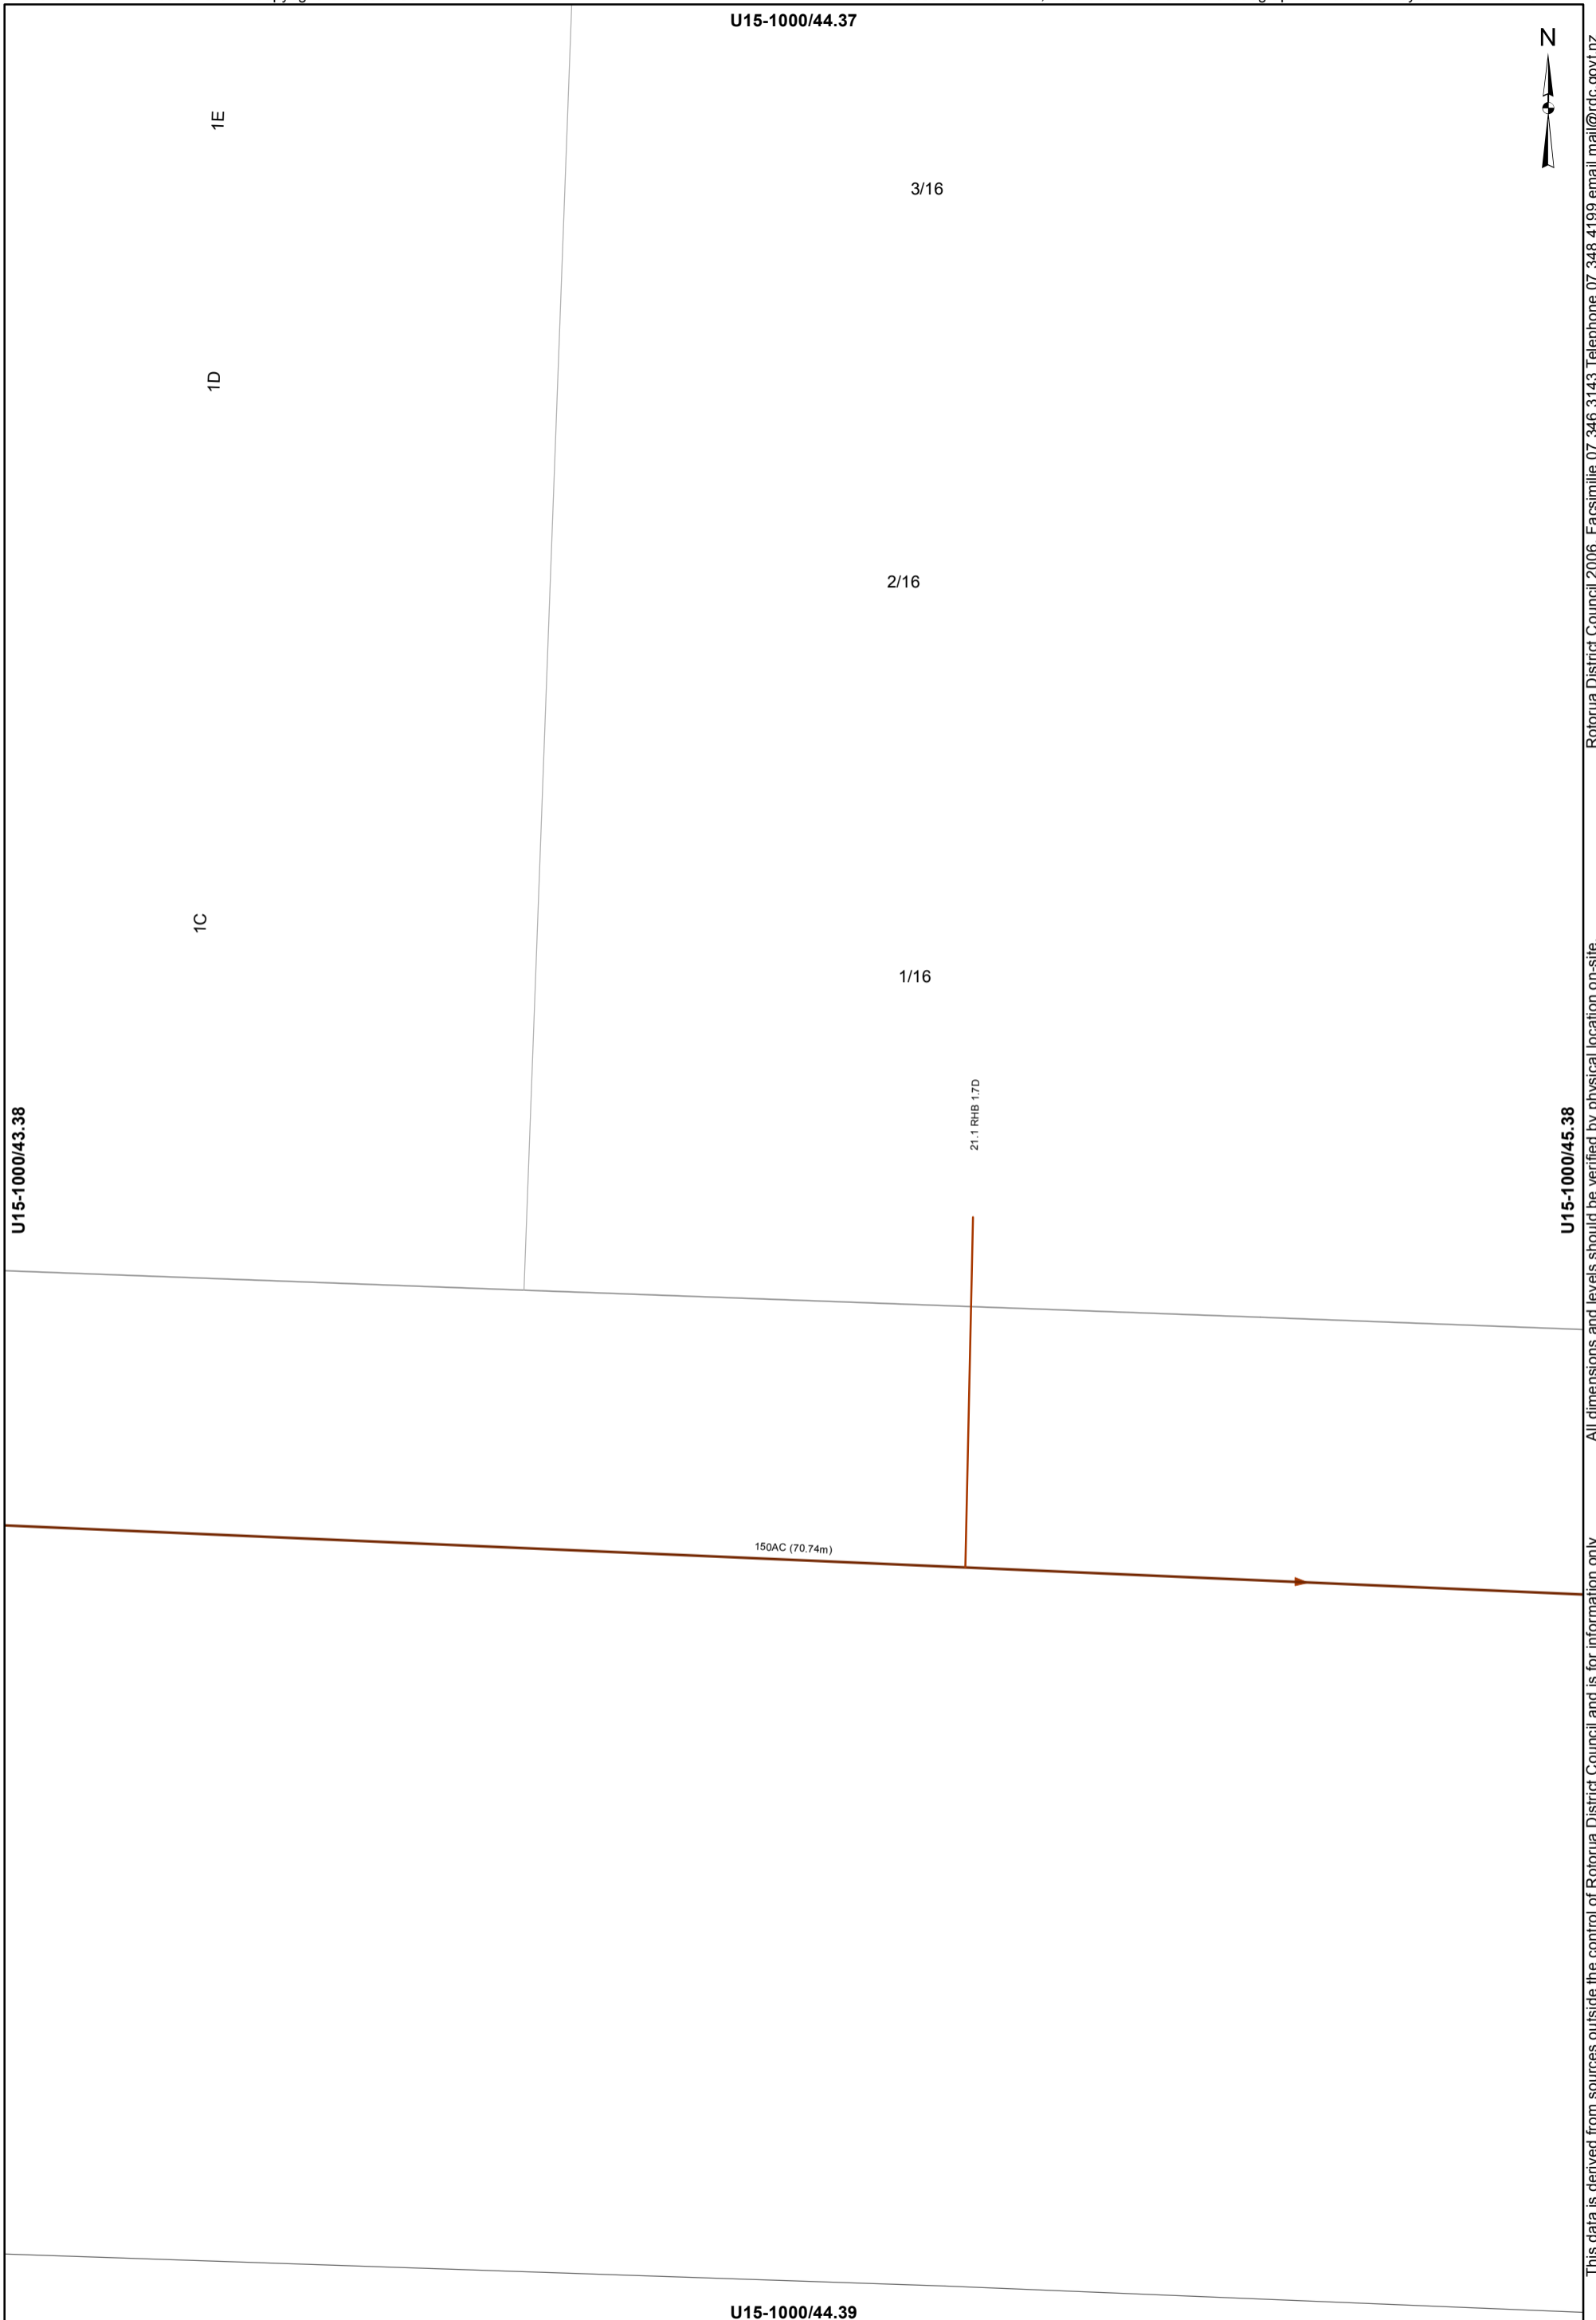 U15-1000/44.37
N
1E
3/16
1D
2/16
1C
1/16
21.1 RHB 1.7D
U15-1000/43.38
U15-1000/45.38
150AC (70.74m)
U15-1000/44.39
This data is derived from sources outside the control of Rotorua District Council and is for information only.
All dimensions and levels should be verified by physical location on-site.
Rotorua District Council 2006. Facsimilie 07 346 3143 Telephone 07 348 4199 email mail@rdc.govt.nz